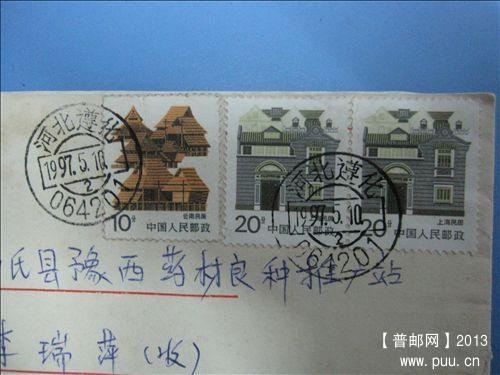 河北遵化
1997.5.10
2
064201
云南民居
10分 中国人民邮政
20分 中国人民邮政
河北遵化
1997.5.10
2
064201
上海民居
20分 中国人民邮政
氏县豫西药材良种推广站
李瑞萍（收）
【普邮网】2013
www.puu.cn